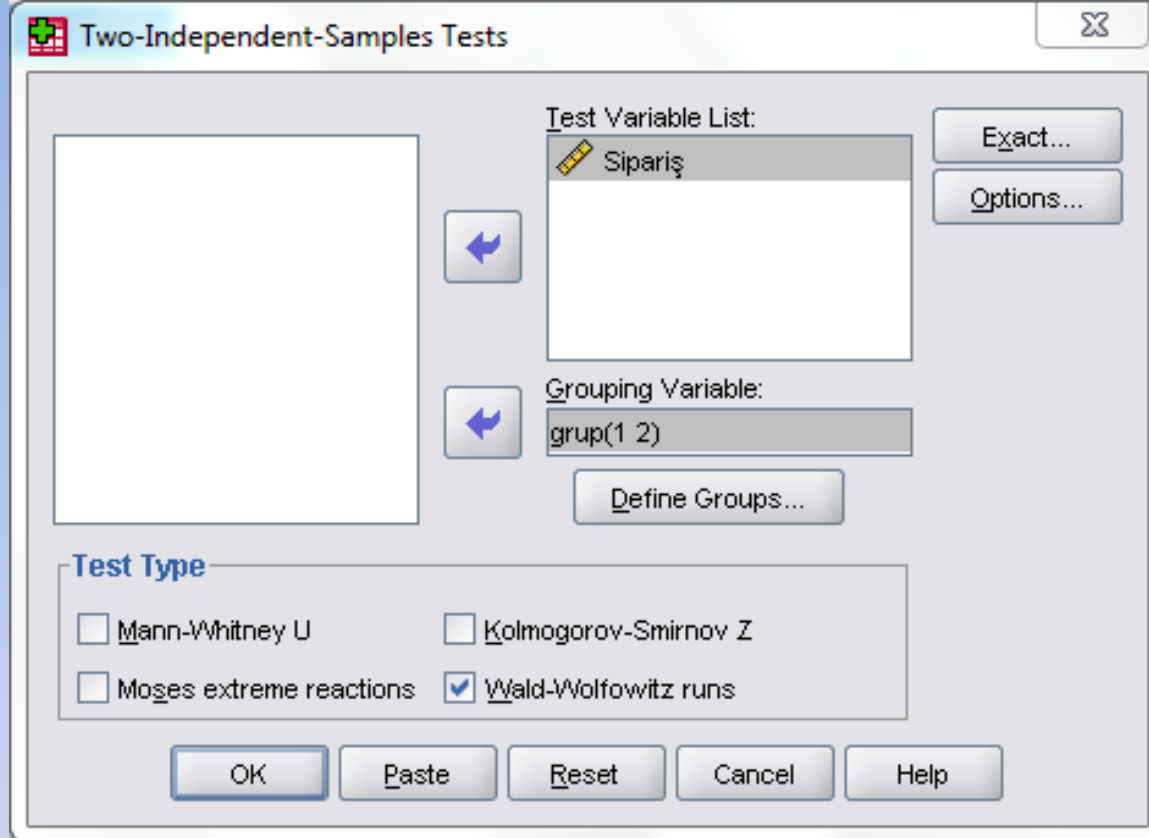 Two-Independent-Samples Tests
Test Variable List:
Sipariş
Exact...
Options...
Grouping Variable:
grup(1 2)
Define Groups...
Test Type
Mann-Whitney U
Kolmogorov-Smirnov Z
Moses extreme reactions
Wald-Wolfowitz runs
OK
Paste
Reset
Cancel
Help